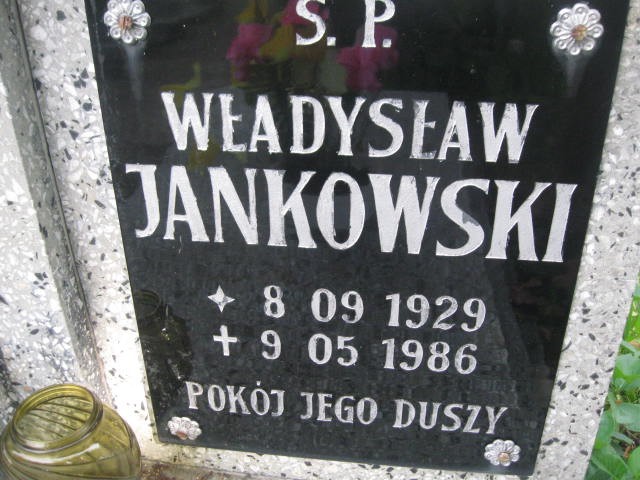 Ś. P.
WŁADYSŁAW
JANKOWSKI
✧ 8 09 1929
+ 9 05 1986
POKÓJ JEGO DUSZY